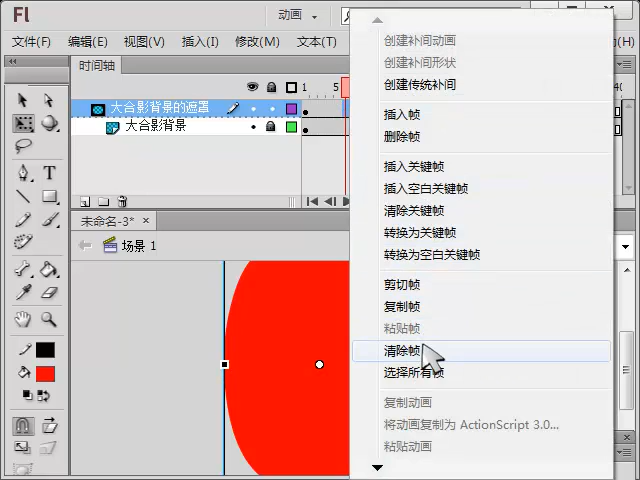 Fl
动画
文件(F)
编辑(E)
视图(V)
插入(I)
修改(M)
文本(T)
(H)
时间轴
1
5
大合影背景的遮罩
大合影背景
未命名-3*
场景 1
T
创建补间动画
创建补间形状
创建传统补间
插入帧
删除帧
插入关键帧
插入空白关键帧
清除关键帧
转换为关键帧
转换为空白关键帧
剪切帧
复制帧
粘贴帧
清除帧
选择所有帧
复制动画
将动画复制为 ActionScript 3.0...
粘贴动画